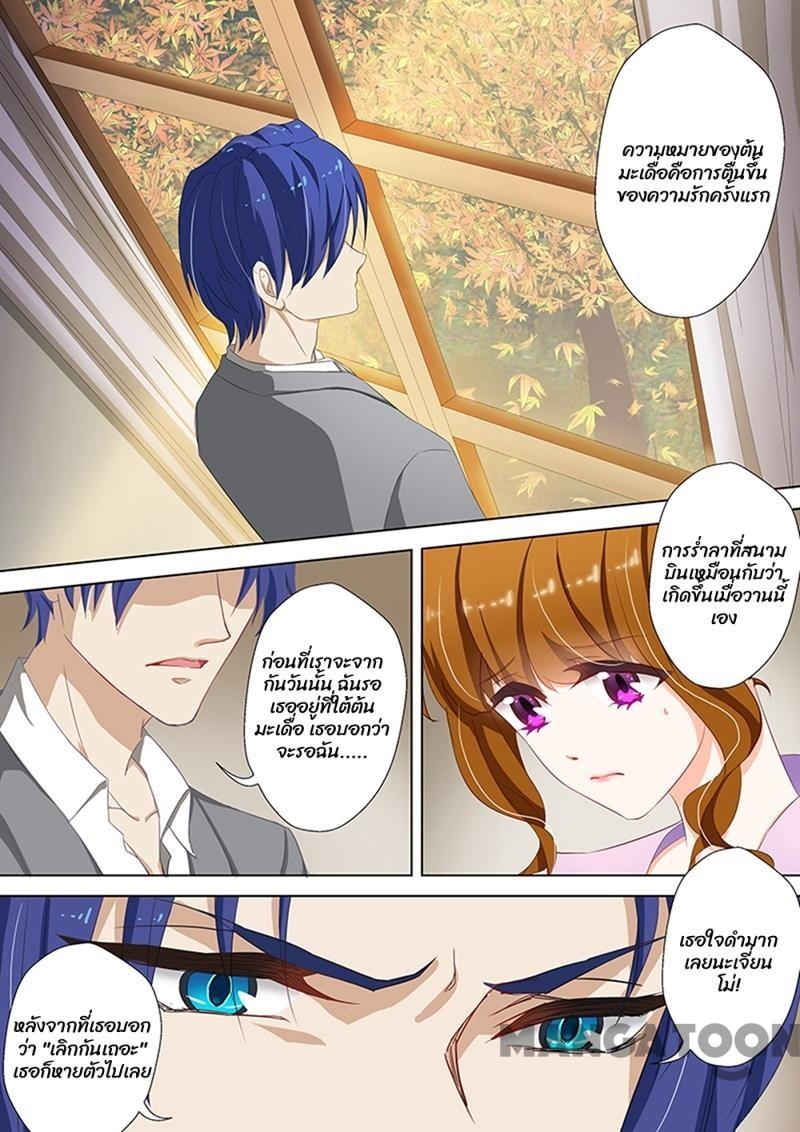 ความหมายของต้น
มะเดื่อคือการตื่นขึ้น
ของความรักครั้งแรก
การร่ำลาที่สนาม
บินเหมือนกับว่า
เกิดขึ้นเมื่อวานนี้
เอง
ก่อนที่เราจะจาก
กันวันนั้น ฉันรอ
เธออยู่ที่ใต้ต้น
มะเดื่อ เธอบอกว่า
จะรอฉัน.....
เธอใจดำมาก
เลยนะเจี่ยน
โม่!
หลังจากที่เธอบอก
ว่า "เลิกกันเถอะ"
เธอก็หายตัวไปเลย
MANGATOON